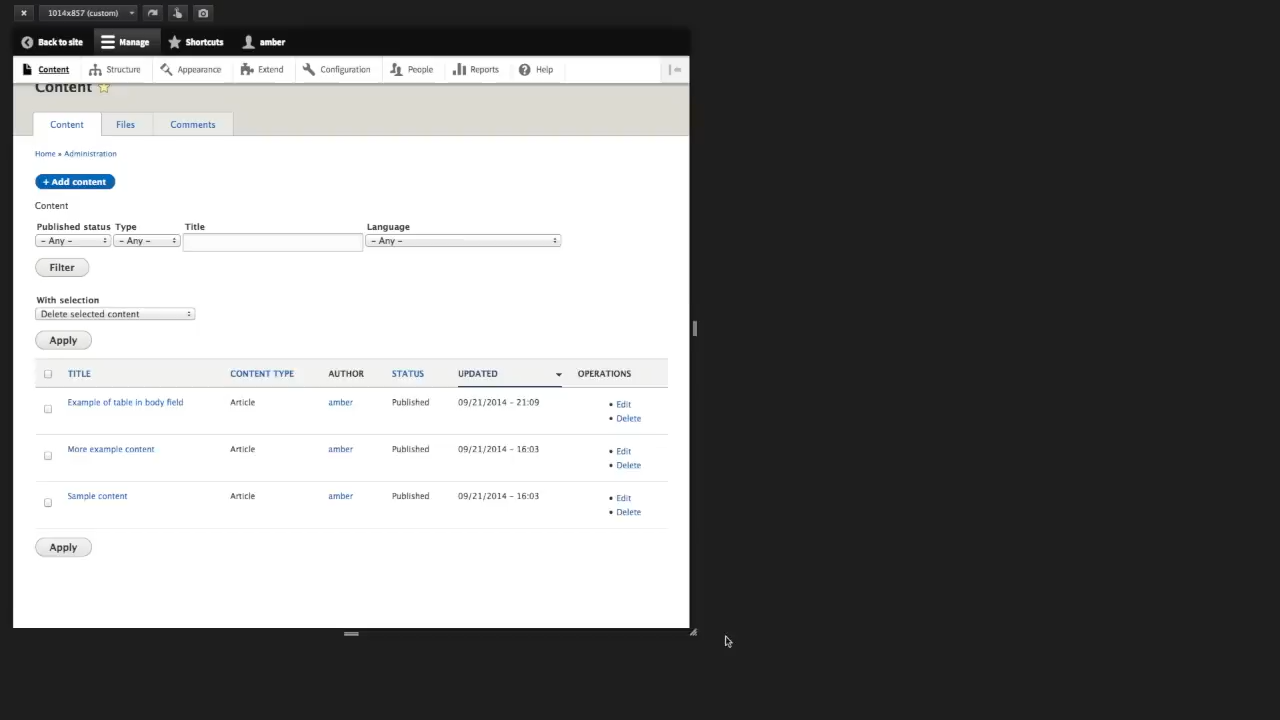 1014x857 (custom)
Back to site Manage Shortcuts amber
Content Structure Appearance Extend Configuration People Reports Help
Content
Content Files Comments
Home » Administration
+ Add content
Content
Published status Type Title Language
- Any - - Any - - Any -
Filter
With selection
Delete selected content
Apply
TITLE CONTENT TYPE AUTHOR STATUS UPDATED OPERATIONS
Example of table in body field Article amber Published 09/21/2014 - 21:09 • Edit
• Delete
More example content Article amber Published 09/21/2014 - 16:03 • Edit
• Delete
Sample content Article amber Published 09/21/2014 - 16:03 • Edit
• Delete
Apply